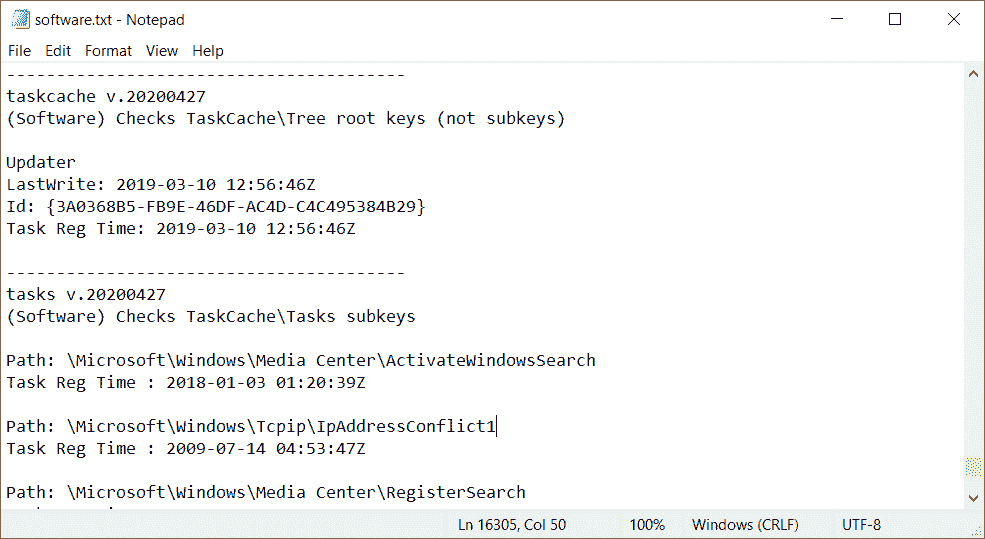 software.txt - Notepad
File Edit Format View Help
----------------------------------------
taskcache v.20200427
(Software) Checks TaskCache\Tree root keys (not subkeys)
Updater
LastWrite: 2019-03-10 12:56:46Z
Id: {3A0368B5-FB9E-46DF-AC4D-C4C495384B29}
Task Reg Time: 2019-03-10 12:56:46Z
----------------------------------------
tasks v.20200427
(Software) Checks TaskCache\Tasks subkeys
Path: \Microsoft\Windows\Media Center\ActivateWindowsSearch
Task Reg Time : 2018-01-03 01:20:39Z
Path: \Microsoft\Windows\Tcpip\IpAddressConflict1
Task Reg Time : 2009-07-14 04:53:47Z
Path: \Microsoft\Windows\Media Center\RegisterSearch
Ln 16305, Col 50 100% Windows (CRLF) UTF-8